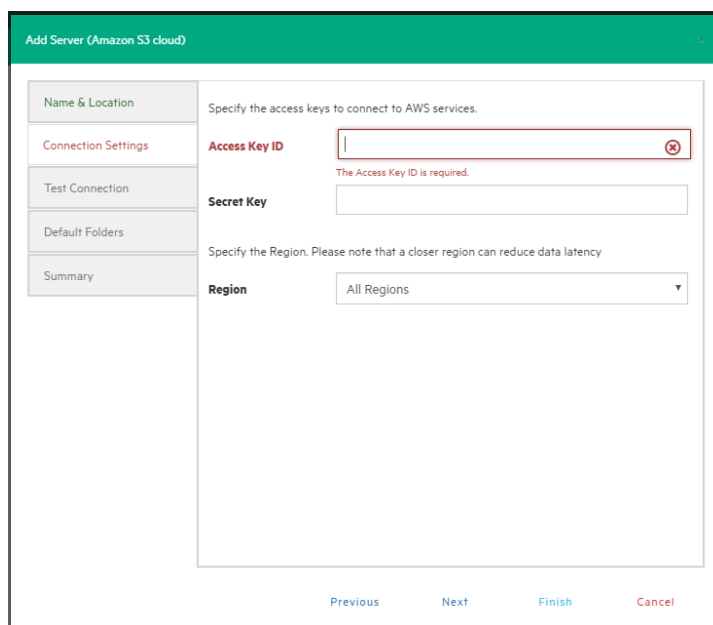 Add Server (Amazon S3 cloud)
Name & Location
Connection Settings
Test Connection
Default Folders
Summary
Specify the access keys to connect to AWS services.
Access Key ID
The Access Key ID is required.
Secret Key
Specify the Region. Please note that a closer region can reduce data latency
Region
All Regions
Previous
Next
Finish
Cancel